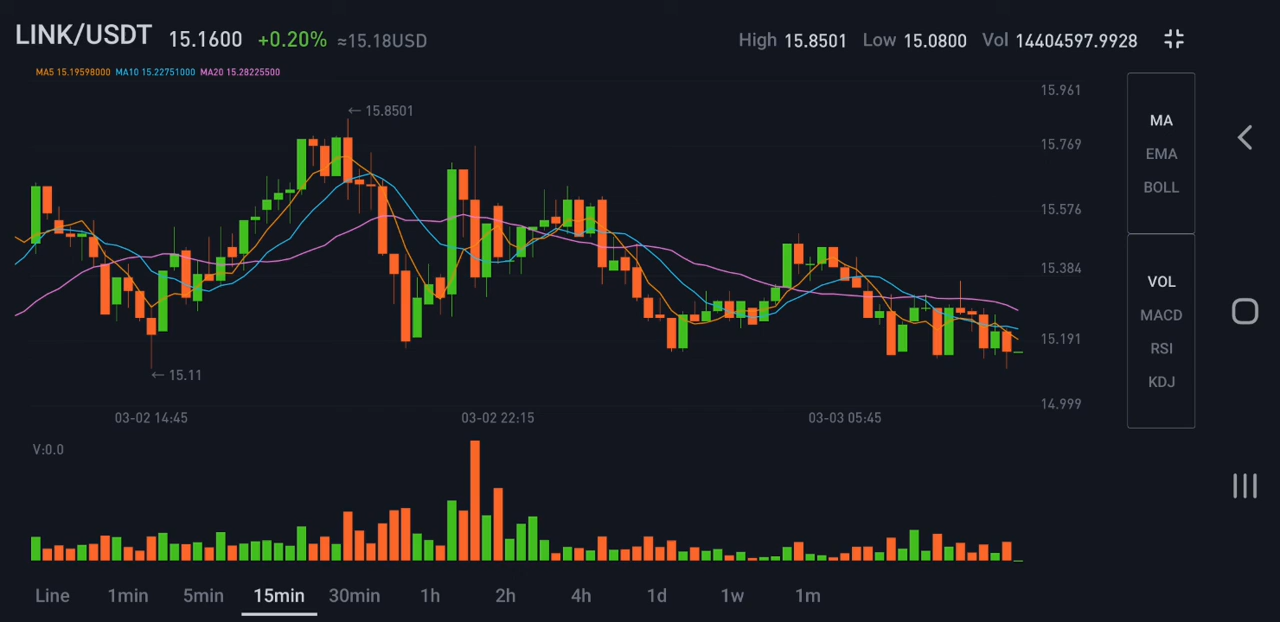 LINK/USDT 15.1600 +0.20% ≈15.18USD High 15.8501 Low 15.0800 Vol 14404597.9928
MA5 15.19598000 MA10 15.22751000 MA20 15.28225500
15.961
← 15.8501
15.769
15.576
15.384
15.191
← 15.11
14.999
03-02 14:45 03-02 22:15 03-03 05:45
V:0.0
MA
EMA
BOLL
VOL
MACD
RSI
KDJ
Line 1min 5min 15min 30min 1h 2h 4h 1d 1w 1m